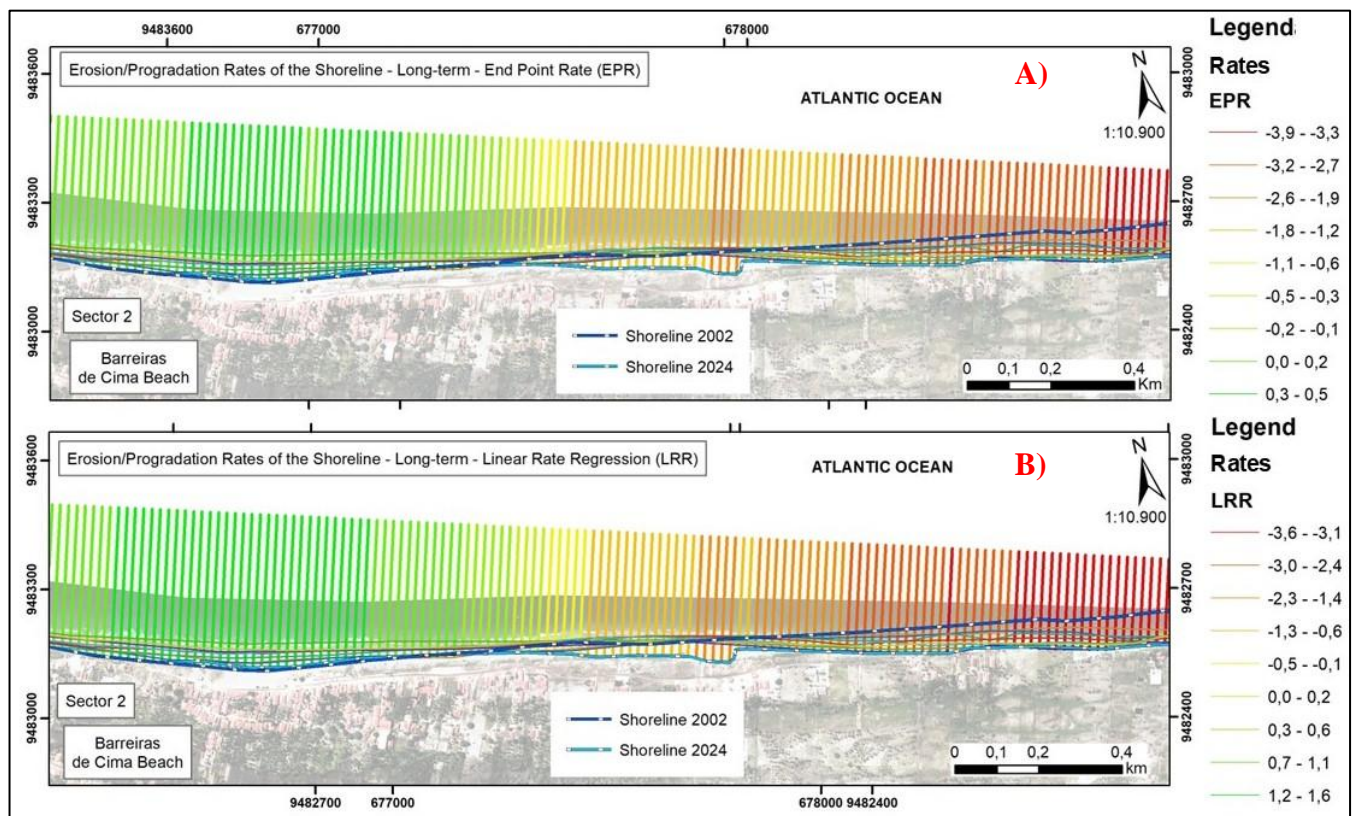 9483600
677000
678000
9483600
Erosion/Progradation Rates of the Shoreline - Long-term - End Point Rate (EPR)
A)
ATLANTIC OCEAN
N
1:10.900
9483000
9483300
9482700
Sector 2
9483000
Barreiras
de Cima Beach
Shoreline 2002
Shoreline 2024
9482400
0 0,1 0,2 0,4
Km
Legend
Rates
EPR
-3,9 - -3,3
-3,2 - -2,7
-2,6 - -1,9
-1,8 - -1,2
-1,1 - -0,6
-0,5 - -0,3
-0,2 - -0,1
0,0 - 0,2
0,3 - 0,5
9483600
Erosion/Progradation Rates of the Shoreline - Long-term - Linear Rate Regression (LRR)
B)
ATLANTIC OCEAN
N
1:10.900
9483000
9483300
9482700
Sector 2
9483000
Barreiras
de Cima Beach
Shoreline 2002
Shoreline 2024
9482400
0 0,1 0,2 0,4
km
9482700
677000
678000
9482400
Legend
Rates
LRR
-3,6 - -3,1
-3,0 - -2,4
-2,3 - -1,4
-1,3 - -0,6
-0,5 - -0,1
0,0 - 0,2
0,3 - 0,6
0,7 - 1,1
1,2 - 1,6